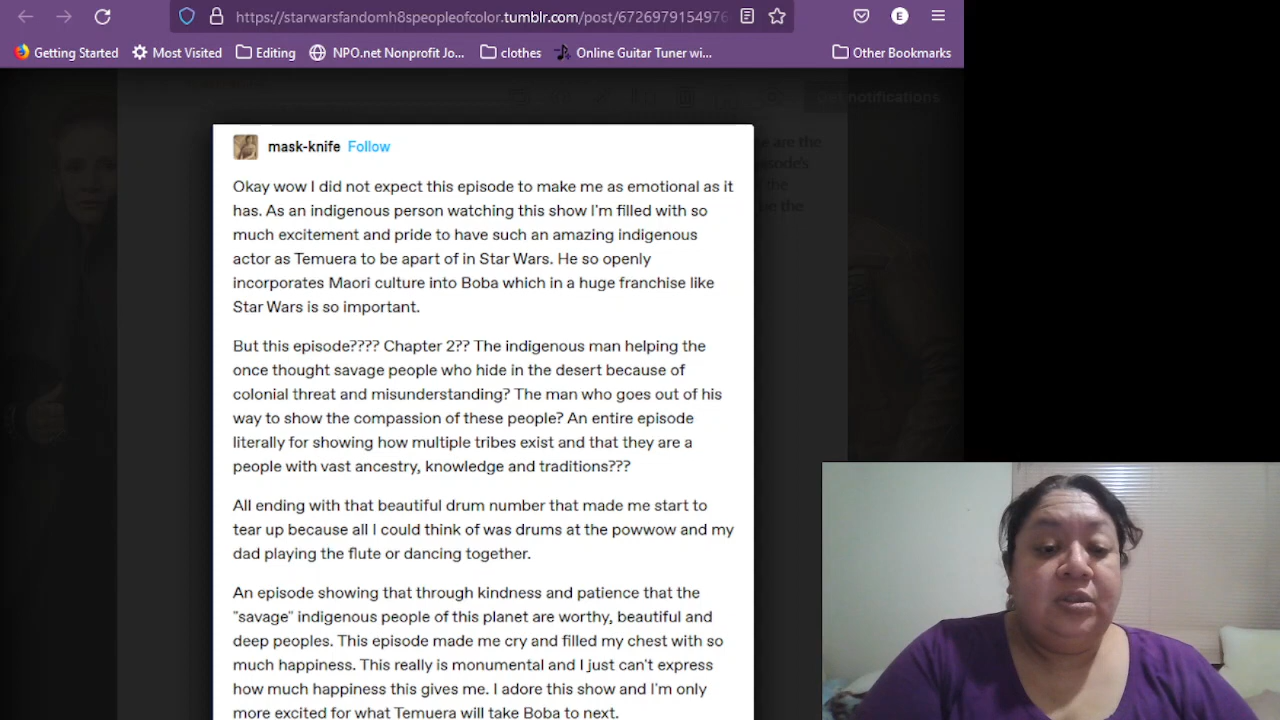 https://starwarsfandomh8speopleofcolor.tumblr.com/post/6726979154976
E
Getting Started
Most Visited
Editing
NPO.net Nonprofit Jo...
clothes
Online Guitar Tuner wi...
Other Bookmarks
Get notifications
mask-knife Follow
Okay wow I did not expect this episode to make me as emotional as it
has. As an indigenous person watching this show I'm filled with so
much excitement and pride to have such an amazing indigenous
actor as Temuera to be apart of in Star Wars. He so openly
incorporates Maori culture into Boba which in a huge franchise like
Star Wars is so important.
But this episode???? Chapter 2?? The indigenous man helping the
once thought savage people who hide in the desert because of
colonial threat and misunderstanding? The man who goes out of his
way to show the compassion of these people? An entire episode
literally for showing how multiple tribes exist and that they are a
people with vast ancestry, knowledge and traditions???
All ending with that beautiful drum number that made me start to
tear up because all I could think of was drums at the powwow and my
dad playing the flute or dancing together.
An episode showing that through kindness and patience that the
"savage" indigenous people of this planet are worthy, beautiful and
deep peoples. This episode made me cry and filled my chest with so
much happiness. This really is monumental and I just can't express
how much happiness this gives me. I adore this show and I'm only
more excited for what Temuera will take Boba to next.
are the
the
be the